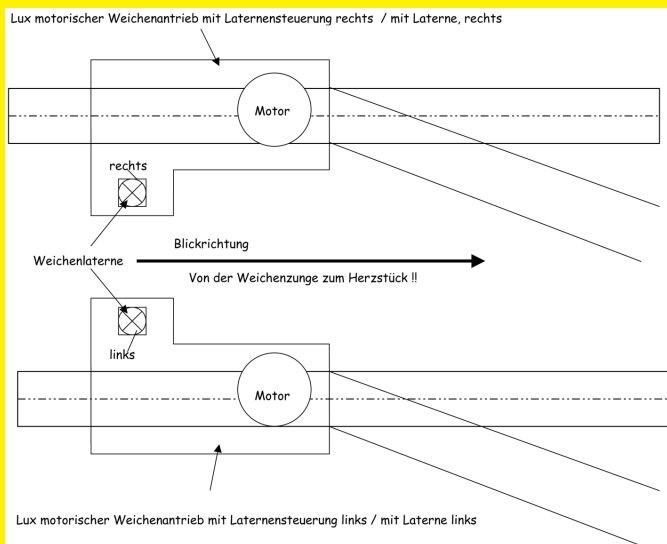 Lux motorischer Weichenantrieb mit Laternensteuerung rechts / mit Laterne, rechts
Motor
rechts
Blickrichtung
Weichenlaterne
Von der Weichenzunge zum Herzstück !!
links
Motor
Lux motorischer Weichenantrieb mit Laternensteuerung links / mit Laterne links